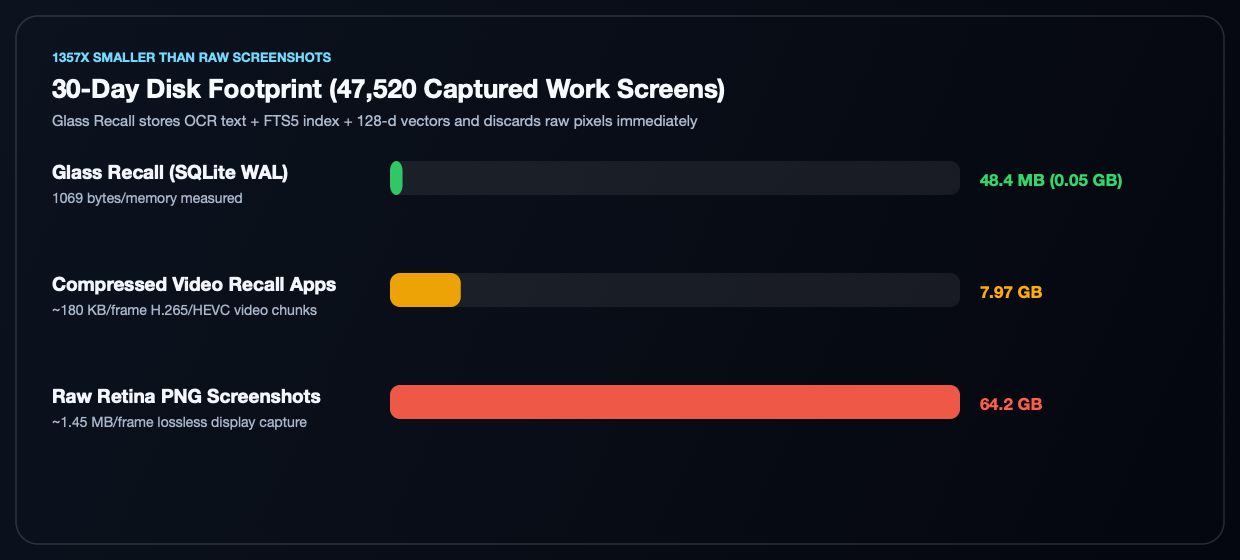 1357X SMALLER THAN RAW SCREENSHOTS
30-Day Disk Footprint (47,520 Captured Work Screens)
Glass Recall stores OCR text + FTS5 index + 128-d vectors and discards raw pixels immediately
Glass Recall (SQLite WAL)
1069 bytes/memory measured
48.4 MB (0.05 GB)
Compressed Video Recall Apps
~180 KB/frame H.265/HEVC video chunks
7.97 GB
Raw Retina PNG Screenshots
~1.45 MB/frame lossless display capture
64.2 GB